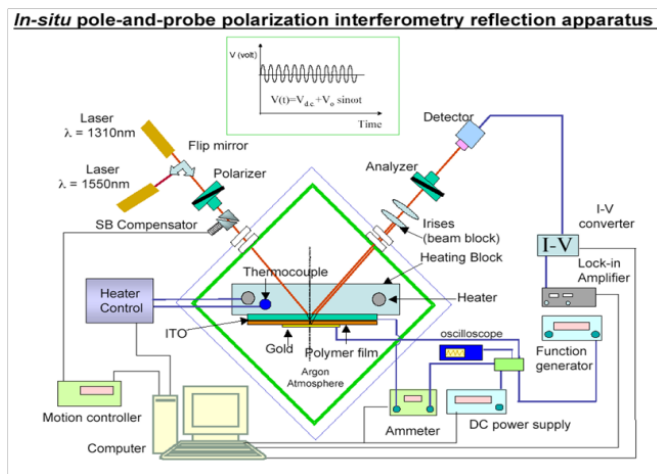 In-situ pole-and-probe polarization interferometry reflection apparatus
V (volt)
V(t)=Vd.c.+Vo sinωt
Time
Laser
λ = 1310nm
Flip mirror
Laser
λ = 1550nm
Polarizer
SB Compensator
Detector
Analyzer
Irises
(beam block)
I-V
converter
I-V
Lock-in
Amplifier
Heating Block
Thermocouple
Heater
Heater
Control
ITO
Gold
Polymer film
Argon
Atmosphere
oscilloscope
Function
generator
Motion controller
Computer
Ammeter
DC power supply